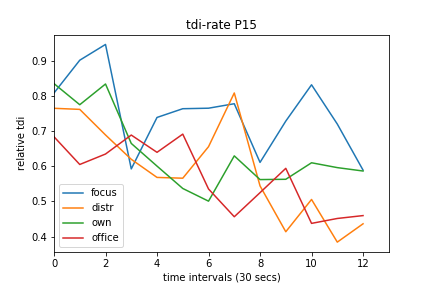 tdi-rate P15
relative tdi
0.9
0.8
0.7
0.6
0.5
0.4
focus
distr
own
office
0 2 4 6 8 10 12
time intervals (30 secs)